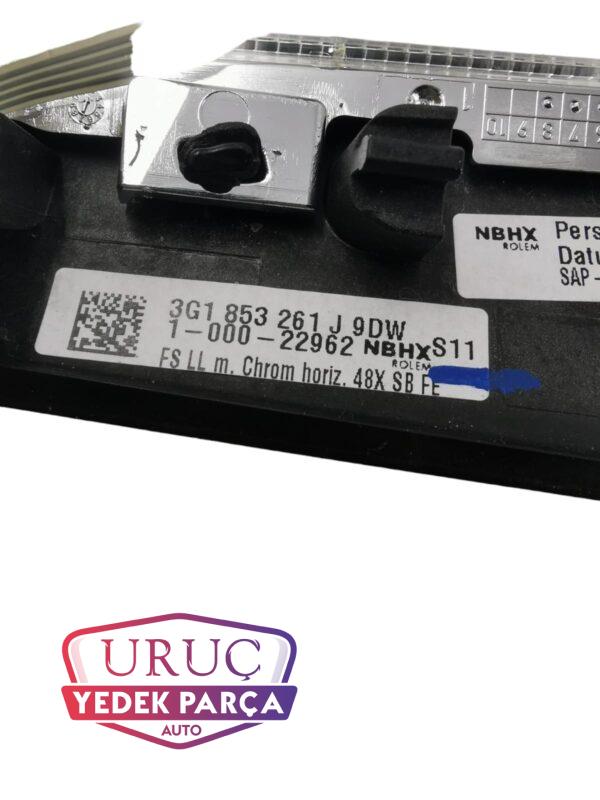 NBHX
ROLEM
Pers
Datu
SAP-
3G1 853 261 J 9DW
1-000-22962 NBHX S11
ROLEM
FS LL m. Chrom horiz. 48X SB FE
URUÇ
YEDEK PARÇA
AUTO